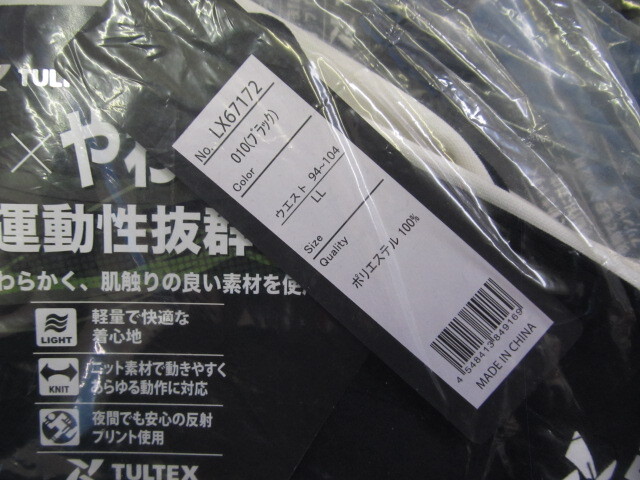 TUL
× やわ
運動性抜群
わらかく、肌触りの良い素材を使
LIGHT
軽量で快適な
着心地
KNIT
ニット素材で動きやすく
あらゆる動作に対応
夜間でも安心の反射
プリント使用
TULTEX
No. LX67172
010(ブラック)
Color
ウエスト 94~104
LL
Size
Quality
ポリエステル 100%
4 548413 849169
MADE IN CHINA